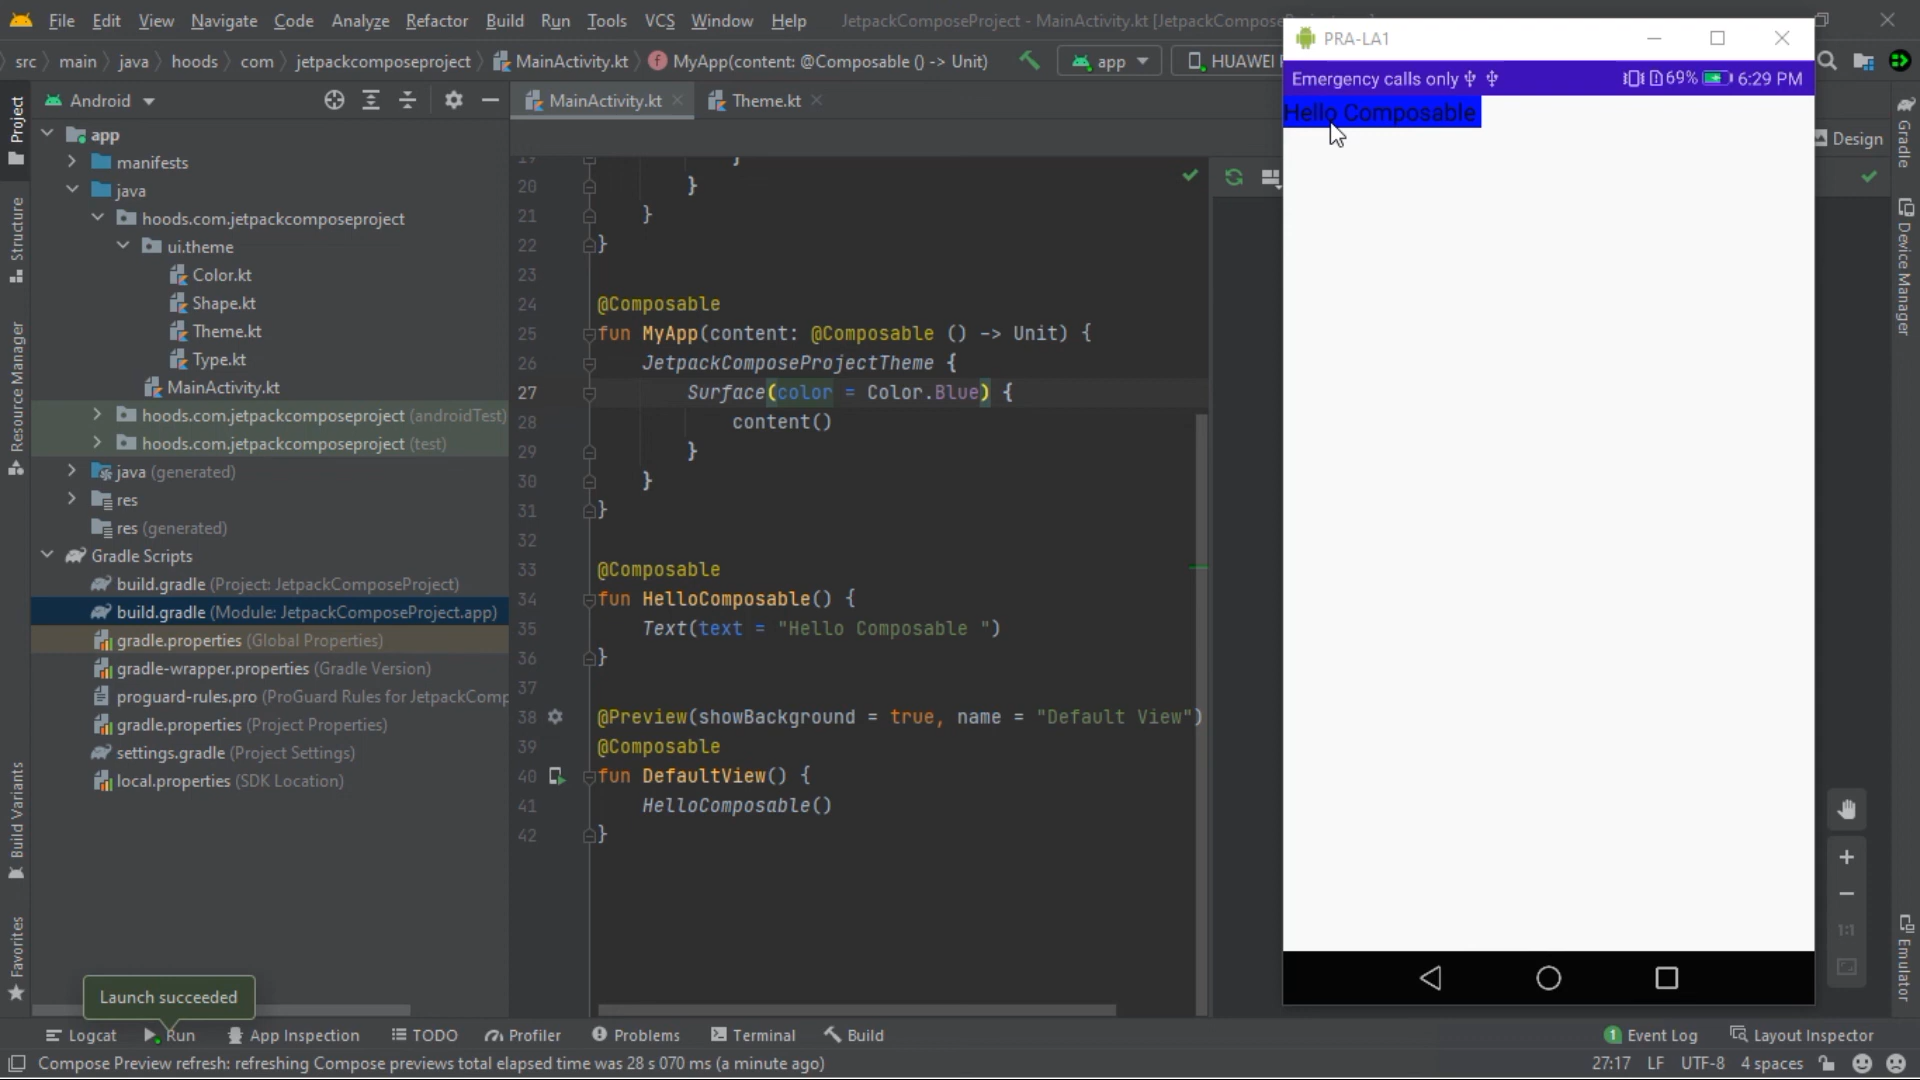 File Edit View Navigate Code Analyze Refactor Build Run Tools VCS Window Help JetpackComposeProject - MainActivity.kt [JetpackCompose
src main java hoods com jetpackcomposeproject MainActivity.kt MyApp(content: @Composable () -> Unit) app HUAWEI
Project
Structure
Resource Manager
Build Variants
Favorites
Android
app
manifests
java
hoods.com.jetpackcomposeproject
ui.theme
Color.kt
Shape.kt
Theme.kt
Type.kt
MainActivity.kt
hoods.com.jetpackcomposeproject (androidTest)
hoods.com.jetpackcomposeproject (test)
java (generated)
res
res (generated)
Gradle Scripts
build.gradle (Project: JetpackComposeProject)
build.gradle (Module: JetpackComposeProject.app)
gradle.properties (Global Properties)
gradle-wrapper.properties (Gradle Version)
proguard-rules.pro (ProGuard Rules for JetpackComp
gradle.properties (Project Properties)
settings.gradle (Project Settings)
local.properties (SDK Location)
Launch succeeded
MainActivity.kt Theme.kt
19 }
20 }
21 }
22 }
23
24 @Composable
25 fun MyApp(content: @Composable () -> Unit) {
26 JetpackComposeProjectTheme {
27 Surface(color = Color.Blue) {
28 content()
29 }
30 }
31 }
32
33 @Composable
34 fun HelloComposable() {
35 Text(text = "Hello Composable ")
36 }
37
38 @Preview(showBackground = true, name = "Default View")
39 @Composable
40 fun DefaultView() {
41 HelloComposable()
42 }
PRA-LA1
Emergency calls only 69% 6:29 PM
Hello Composable
Design
1:1
Gradle
Device Manager
Emulator
Logcat Run App Inspection TODO Profiler Problems Terminal Build 1 Event Log Layout Inspector
Compose Preview refresh: refreshing Compose previews total elapsed time was 28 s 070 ms (a minute ago) 27:17 LF UTF-8 4 spaces